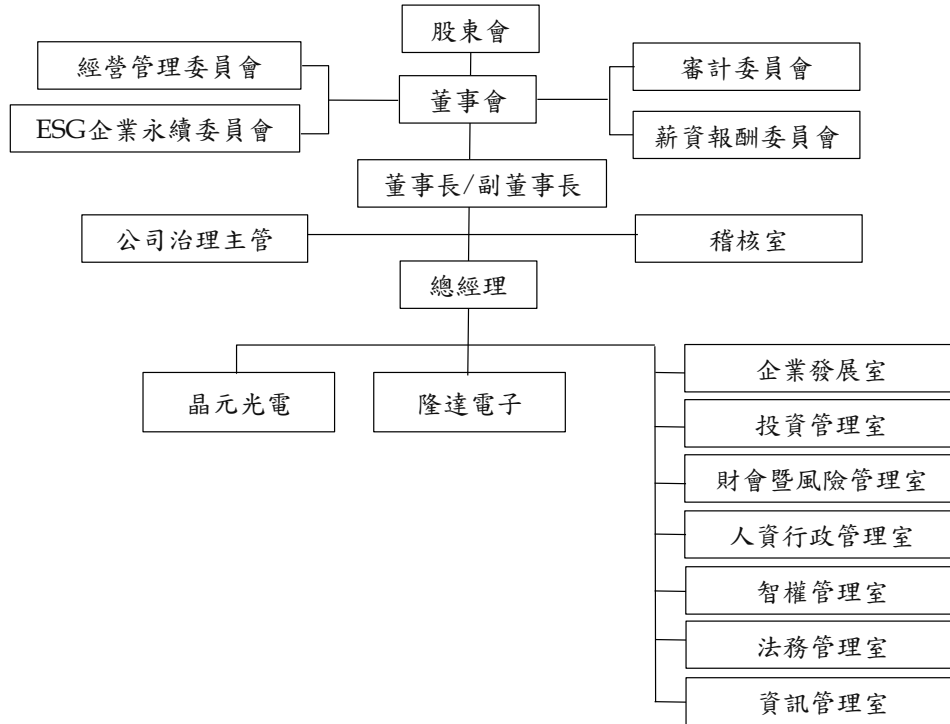 股東會
經營管理委員會
審計委員會
董事會
ESG企業永續委員會
薪資報酬委員會
董事長/副董事長
公司治理主管
稽核室
總經理
晶元光電
隆達電子
企業發展室
投資管理室
財會暨風險管理室
人資行政管理室
智權管理室
法務管理室
資訊管理室